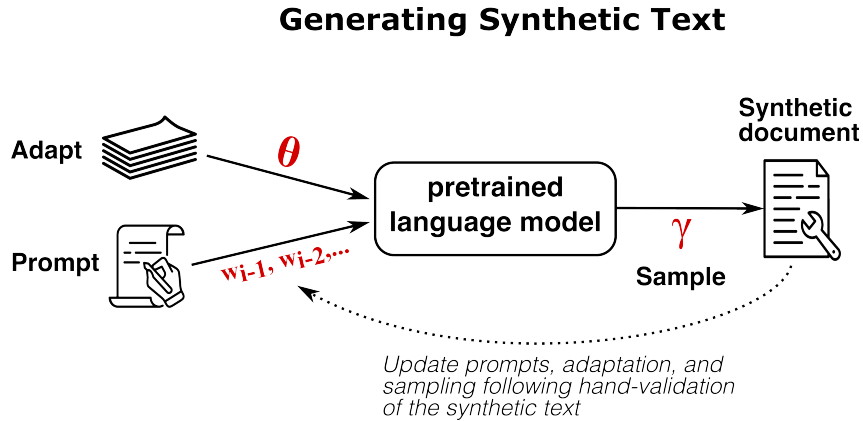 Generating Synthetic Text
Adapt
θ
Prompt
wi-1, wi-2,...
pretrained
language model
γ
Sample
Synthetic
document
Update prompts, adaptation, and
sampling following hand-validation
of the synthetic text